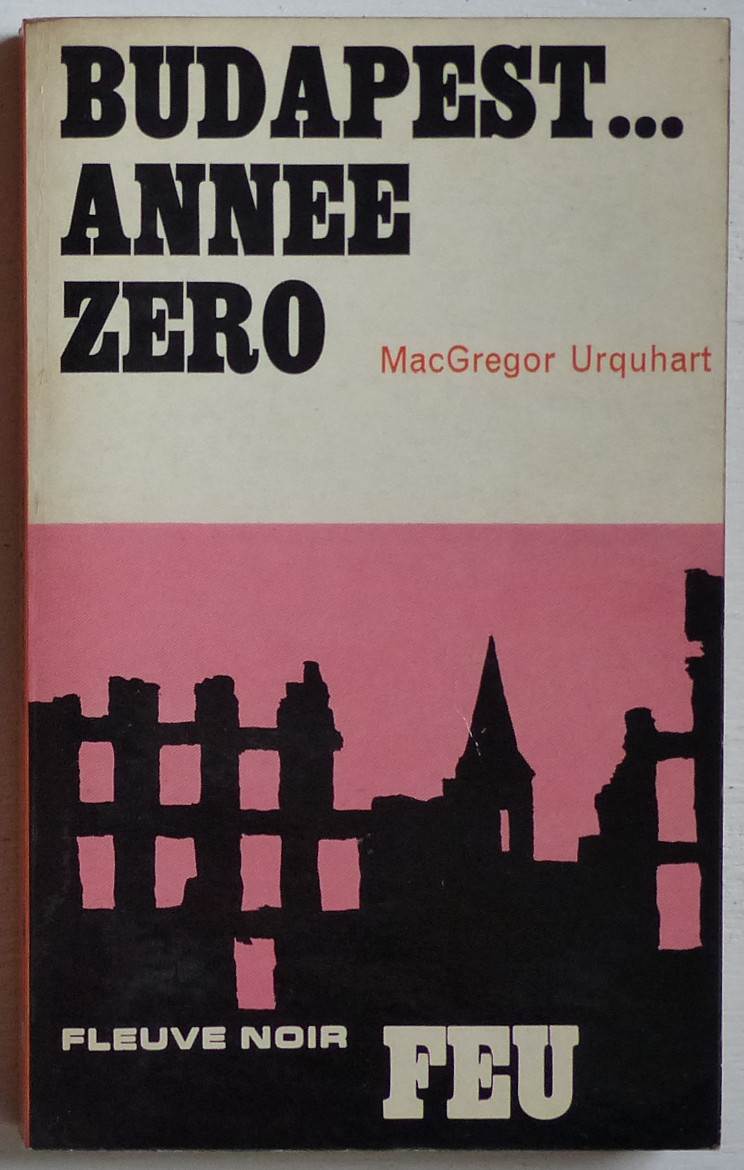 BUDAPEST...
ANNEE
ZERO
MacGregor Urquhart
FLEUVE NOIR FEU